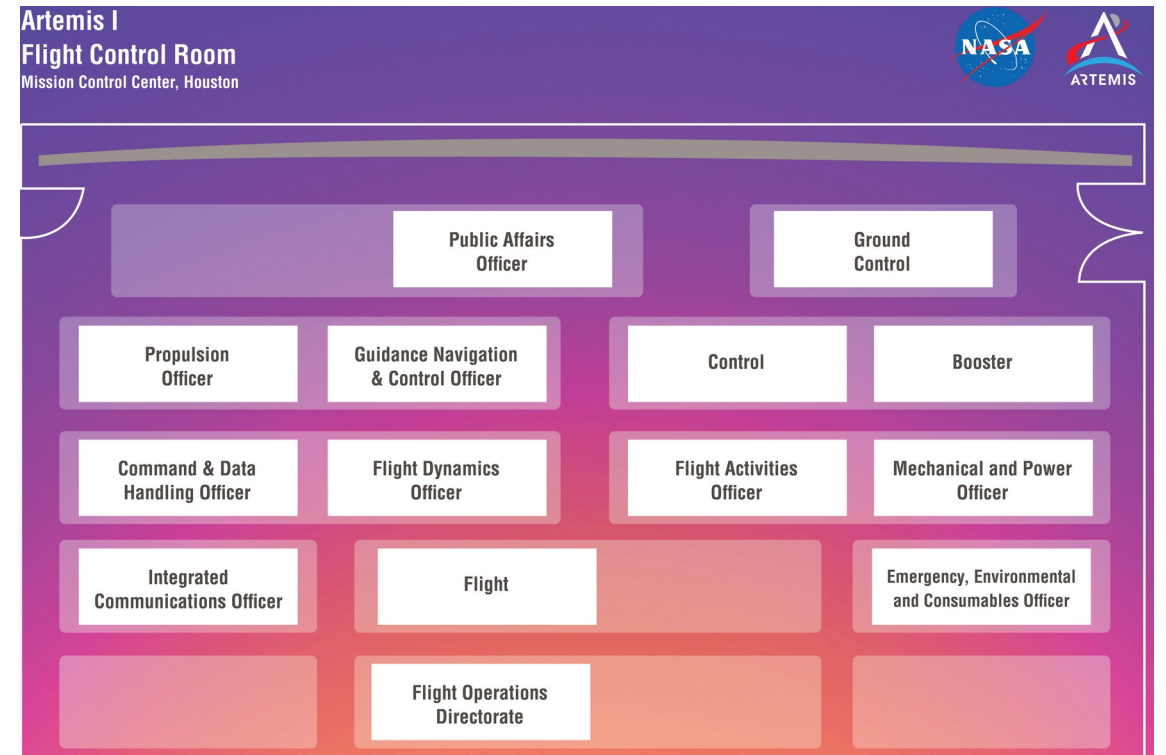 Artemis I
Flight Control Room
Mission Control Center, Houston
NASA
ARTEMIS
Public Affairs
Officer
Ground
Control
Propulsion
Officer
Guidance Navigation
& Control Officer
Control
Booster
Command & Data
Handling Officer
Flight Dynamics
Officer
Flight Activities
Officer
Mechanical and Power
Officer
Integrated
Communications Officer
Flight
Emergency, Environmental
and Consumables Officer
Flight Operations
Directorate